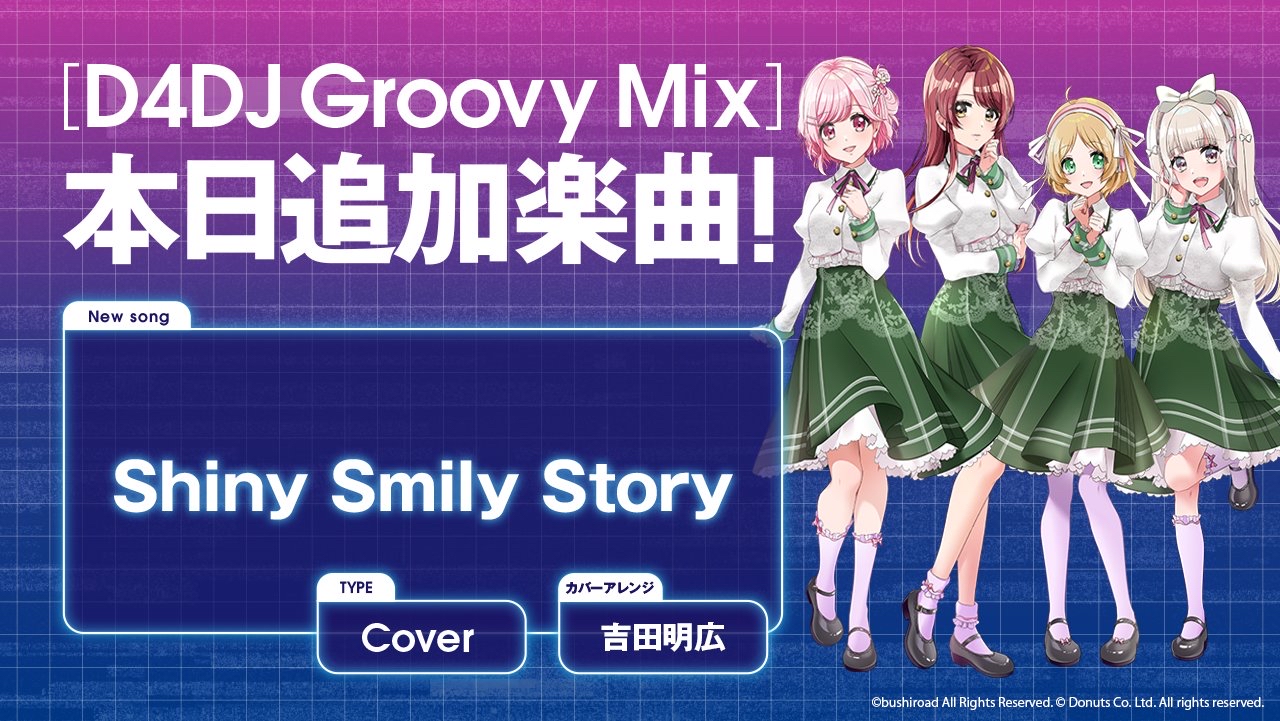 [D4DJ Groovy Mix]
本日追加楽曲!
New song
Shiny Smily Story
TYPE
Cover
カバーアレンジ
吉田明広
©bushiroad All Rights Reserved. © Donuts Co. Ltd. All rights reserved.